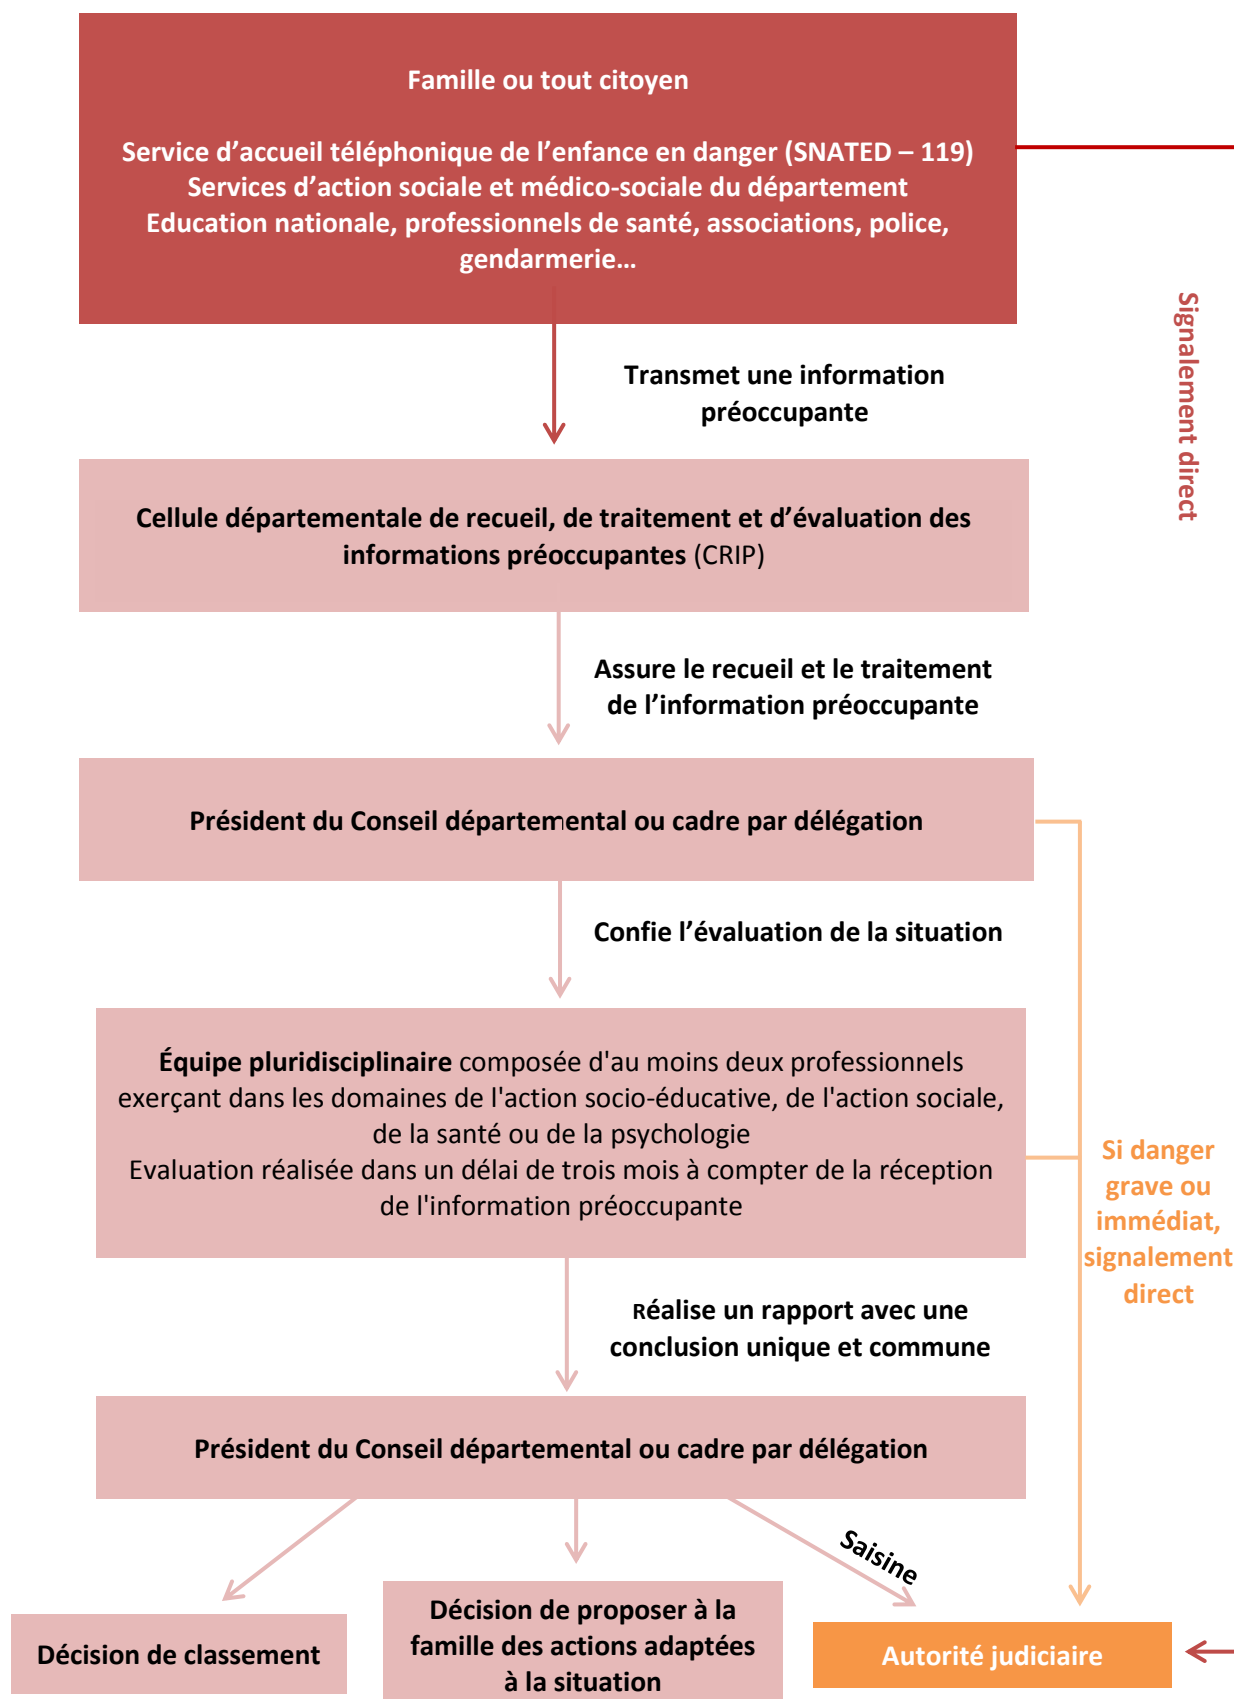 Famille ou tout citoyen
Service d’accueil téléphonique de l’enfance en danger (SNATED – 119)
Services d’action sociale et médico-sociale du département
Education nationale, professionnels de santé, associations, police,
gendarmerie…
Signalement direct
Transmet une information
préoccupante
Cellule départementale de recueil, de traitement et d’évaluation des
informations préoccupantes (CRIP)
Assure le recueil et le traitement
de l’information préoccupante
Président du Conseil départemental ou cadre par délégation
Confie l’évaluation de la situation
Équipe pluridisciplinaire composée d'au moins deux professionnels
exerçant dans les domaines de l'action socio-éducative, de l'action sociale,
de la santé ou de la psychologie
Evaluation réalisée dans un délai de trois mois à compter de la réception
de l'information préoccupante
Si danger
grave ou
immédiat,
signalement
direct
Réalise un rapport avec une
conclusion unique et commune
Président du Conseil départemental ou cadre par délégation
Saisine
Décision de classement
Décision de proposer à la
famille des actions adaptées
à la situation
Autorité judiciaire